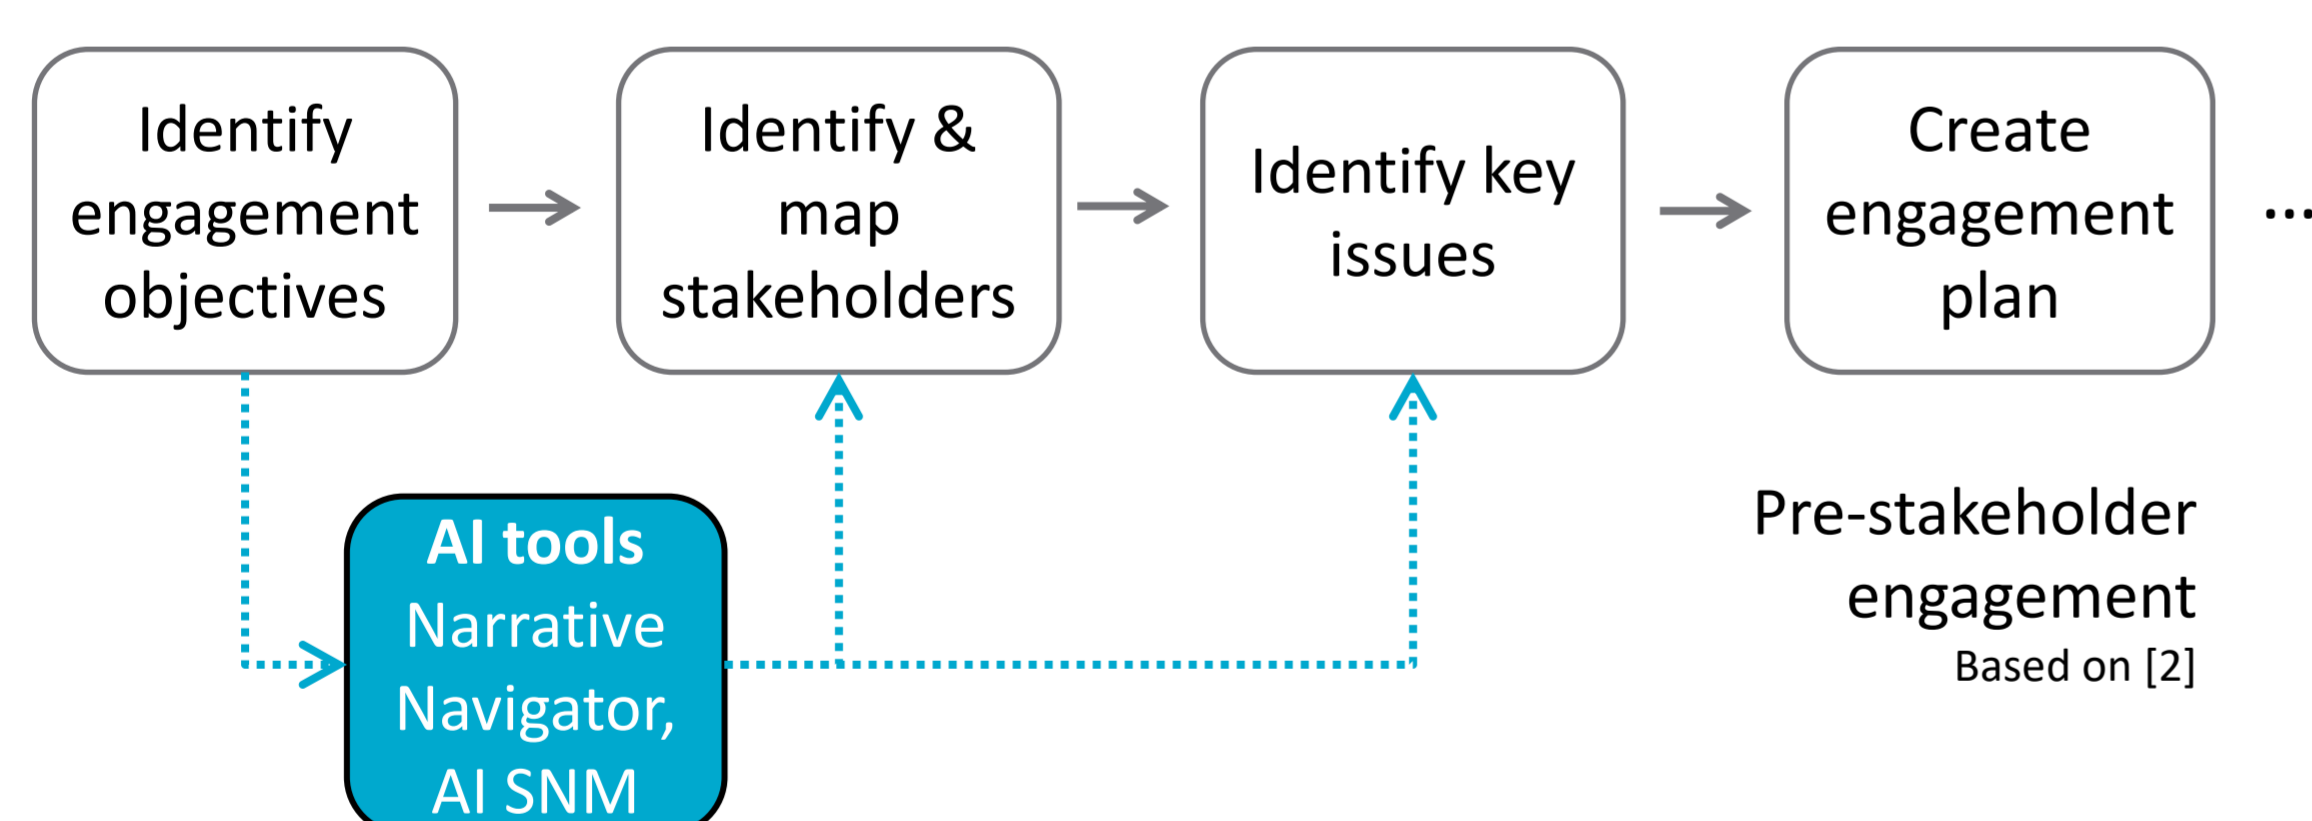 Identify
engagement
objectives
Identify &
map
stakeholders
Identify key
issues
Create
engagement
plan
...
AI tools
Narrative
Navigator,
AI SNM
Pre-stakeholder
engagement
Based on [2]